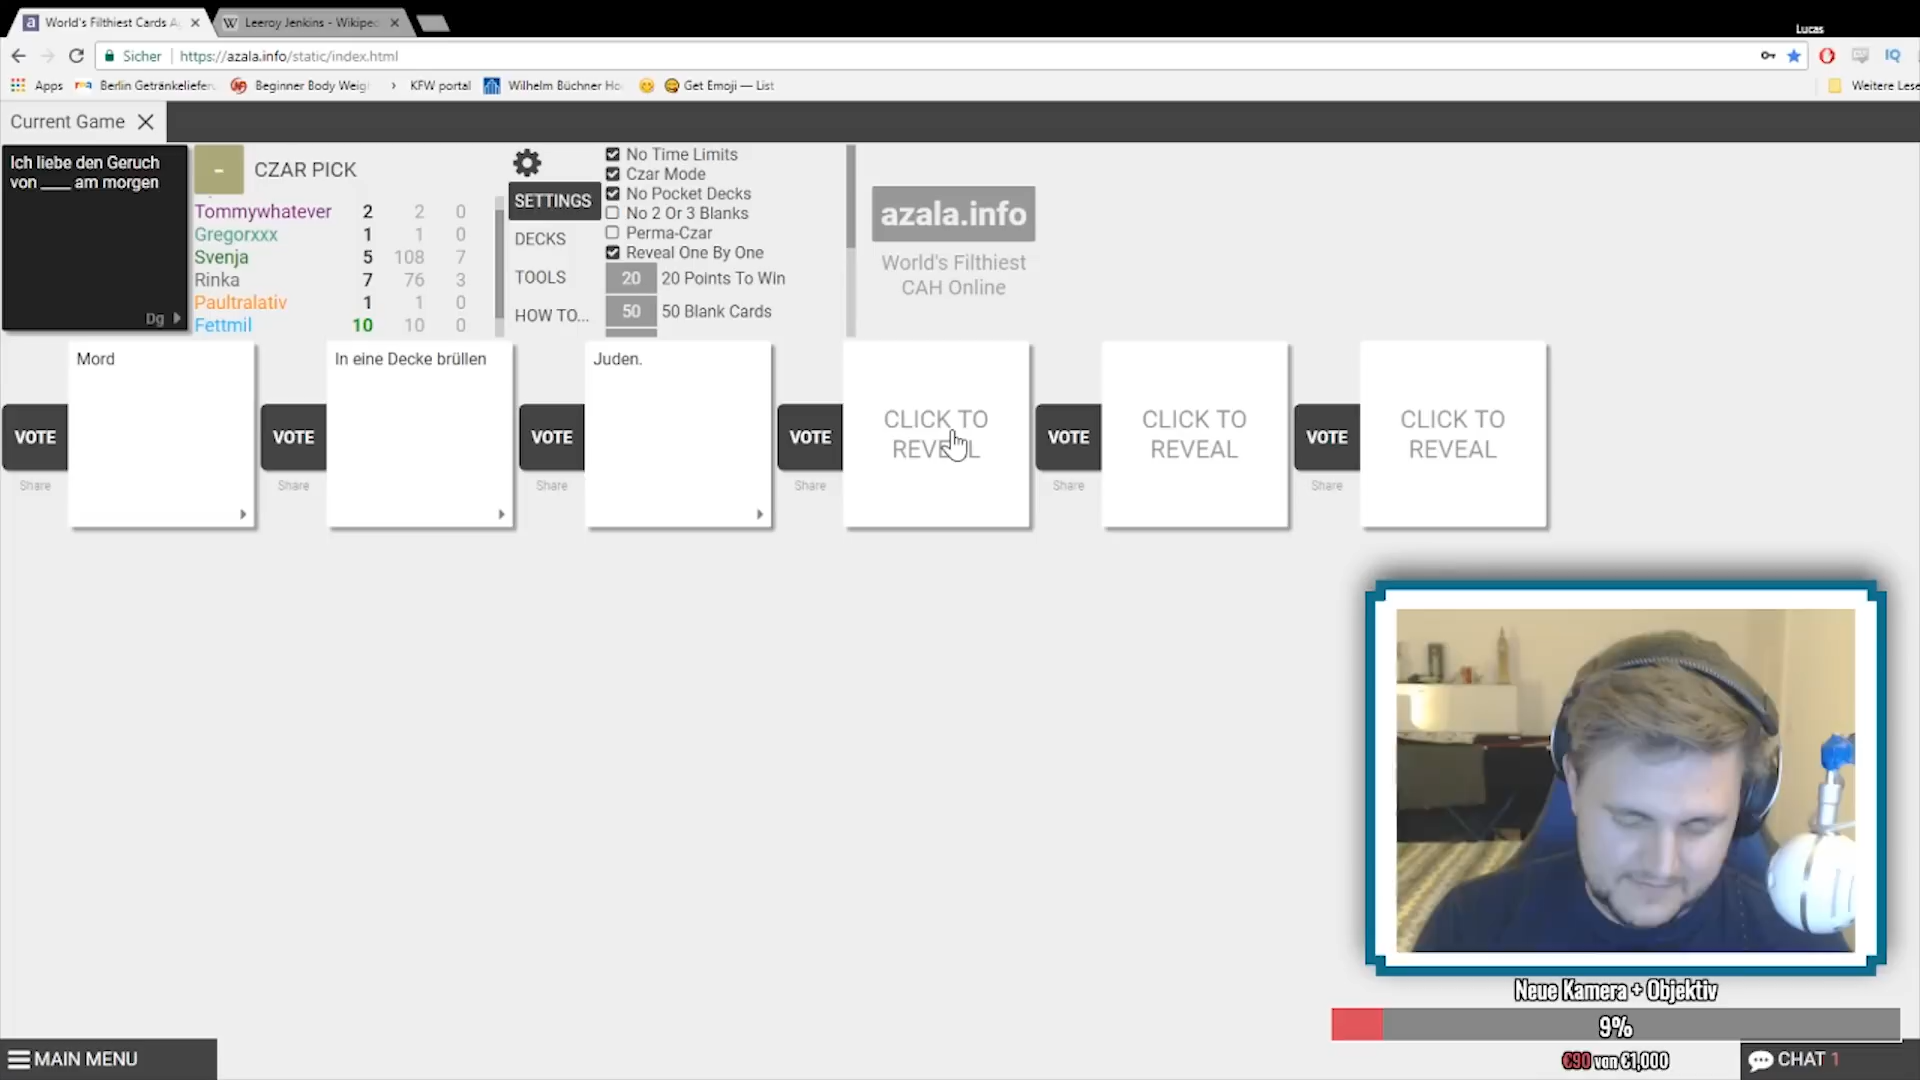 World's Filthiest Cards A
Leeroy Jenkins - Wikipe
Lucas
Sicher
https://azala.info/static/index.html
IQ
Apps
Berlin Getränkeliefer
Beginner Body Weig
KFW portal
Wilhelm Büchner Ho
Get Emoji — List
Weitere Lese
Current Game
Ich liebe den Geruch
von ____ am morgen
Dg
-
CZAR PICK
Tommywhatever 2 2 0
Gregorxxx 1 1 0
Svenja 5 108 7
Rinka 7 76 3
Paultralativ 1 1 0
Fettmil 10 10 0
SETTINGS
DECKS
TOOLS
HOW TO...
No Time Limits
Czar Mode
No Pocket Decks
No 2 Or 3 Blanks
Perma-Czar
Reveal One By One
20 20 Points To Win
50 50 Blank Cards
azala.info
World's Filthiest
CAH Online
VOTE
Share
Mord
VOTE
Share
In eine Decke brüllen
VOTE
Share
Juden.
VOTE
Share
CLICK TO
REVEAL
VOTE
Share
CLICK TO
REVEAL
VOTE
Share
CLICK TO
REVEAL
Neue Kamera + Objektiv
9%
€90 von €1,000
MAIN MENU
CHAT 1